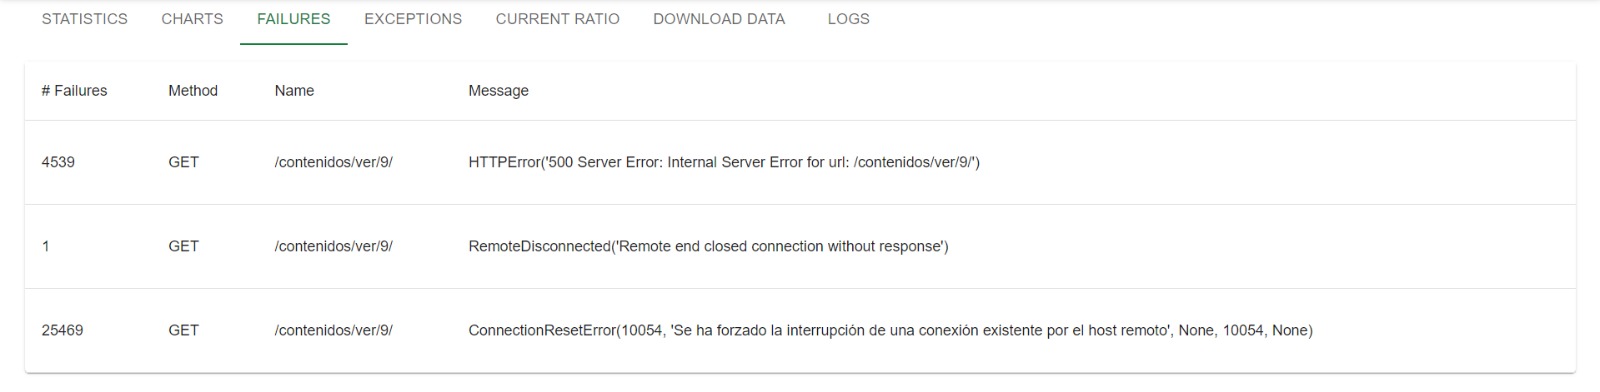 STATISTICS CHARTS FAILURES EXCEPTIONS CURRENT RATIO DOWNLOAD DATA LOGS
# Failures Method Name Message
4539 GET /contenidos/ver/9/ HTTPError('500 Server Error: Internal Server Error for url: /contenidos/ver/9/')
1 GET /contenidos/ver/9/ RemoteDisconnected('Remote end closed connection without response')
25469 GET /contenidos/ver/9/ ConnectionResetError(10054, 'Se ha forzado la interrupción de una conexión existente por el host remoto', None, 10054, None)